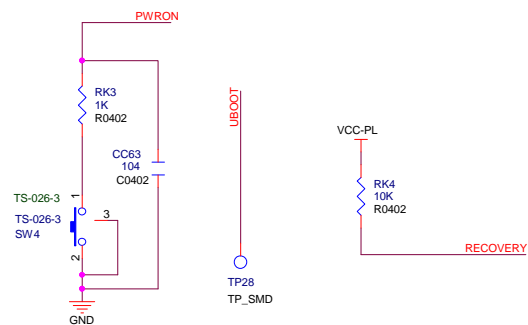 PWRON
RK3
1K
R0402
CC63
104
C0402
TS-026-3
TS-026-3
SW4
1
3
2
GND
UBOOT
TP28
TP_SMD
VCC-PL
RK4
10K
R0402
RECOVERY